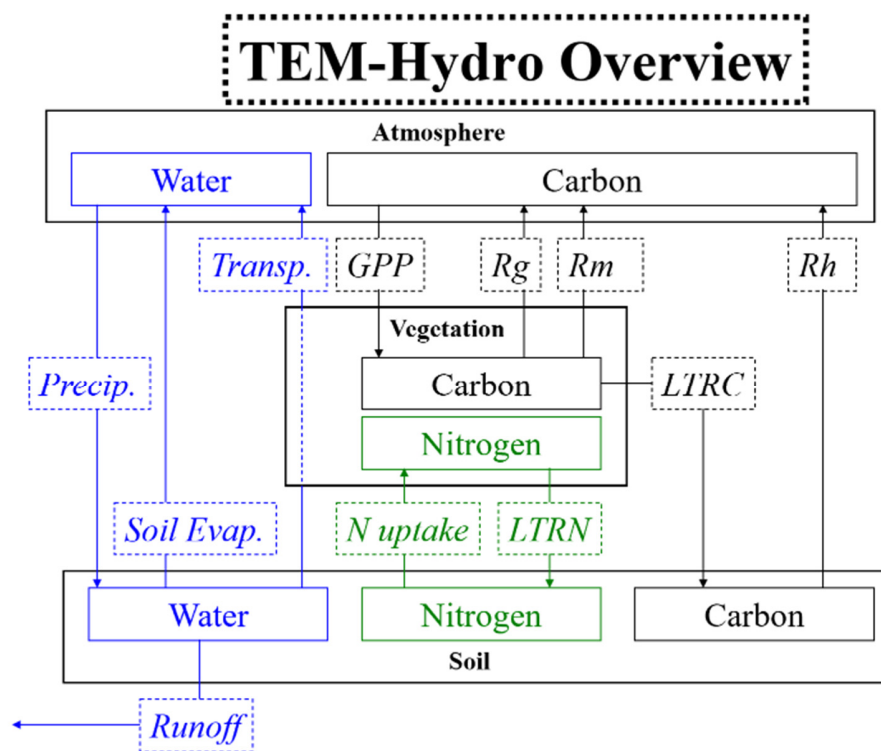 TEM-Hydro Overview
Atmosphere
Water
Carbon
Transp.
GPP
Rg
Rm
Rh
Vegetation
Precip.
Carbon
LTRC
Nitrogen
Soil Evap.
N uptake
LTRN
Water
Nitrogen
Carbon
Soil
Runoff